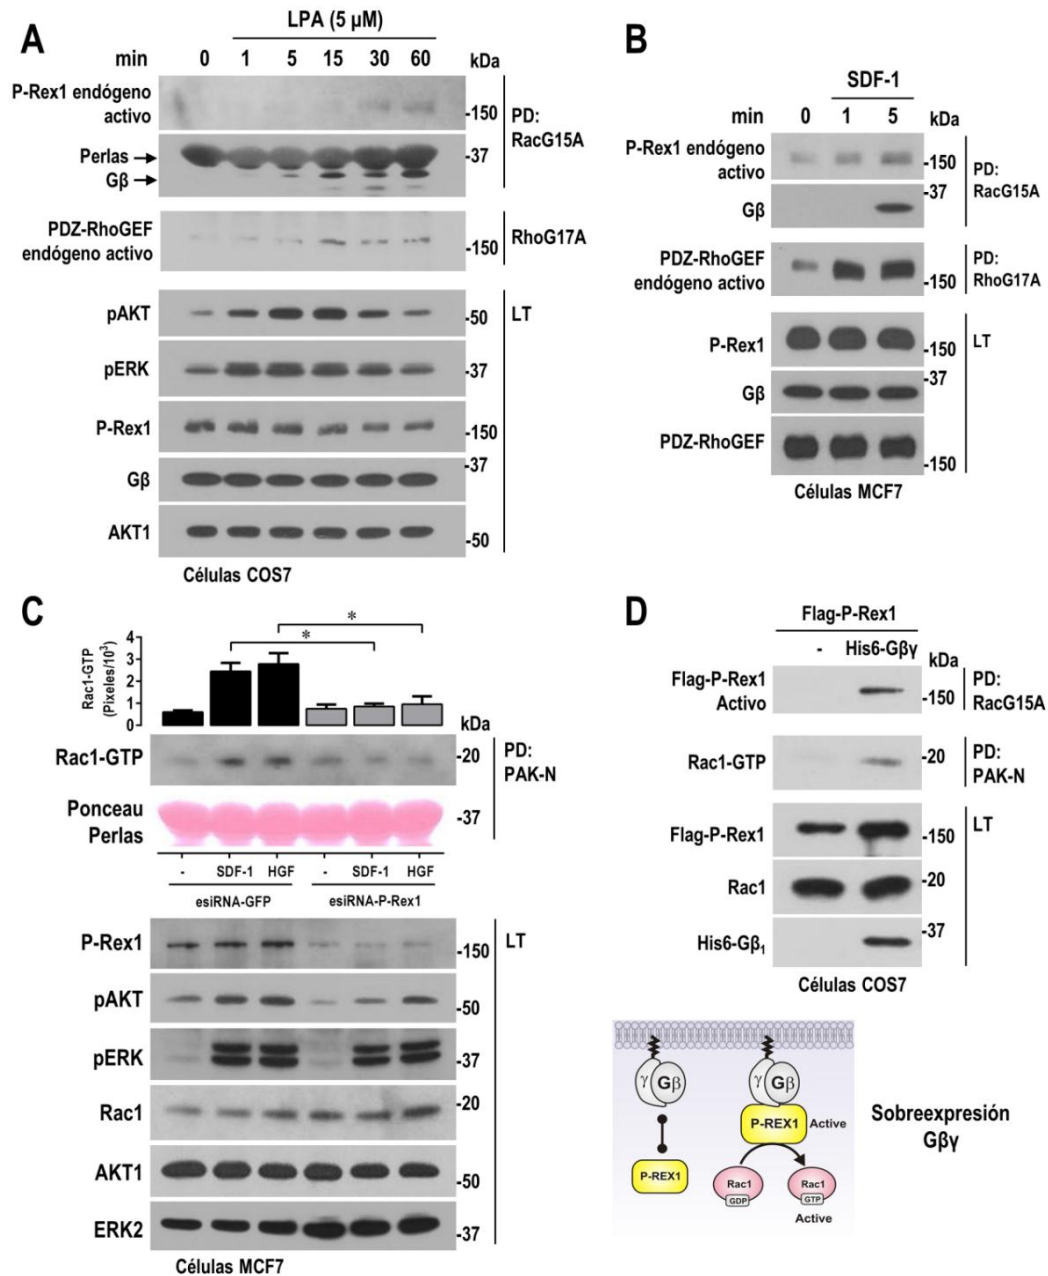 A
LPA (5 µM)
min 0 1 5 15 30 60 kDa
P-Rex1 endógeno
activo
-150
PD:
RacG15A
Perlas →
-37
Gβ →
PDZ-RhoGEF
endógeno activo
-150
RhoG17A
pAKT -50 LT
pERK -37
P-Rex1 -150
-37
Gβ
AKT1 -50
Células COS7
B
SDF-1
min 0 1 5 kDa
P-Rex1 endógeno
activo
-150
PD:
RacG15A
-37
Gβ
PDZ-RhoGEF
endógeno activo
-150
PD:
RhoG17A
P-Rex1 -150 LT
-37
Gβ
PDZ-RhoGEF
-150
Células MCF7
C
Rac1-GTP
(Pixeles/10³)
4
3
2
1
0
*
*
kDa
Rac1-GTP -20
PD:
PAK-N
Ponceau
Perlas
-37
- SDF-1 HGF - SDF-1 HGF
esiRNA-GFP esiRNA-P-Rex1
P-Rex1 -150 LT
pAKT -50
pERK -37
Rac1 -20
AKT1 -50
ERK2 -37
Células MCF7
D
Flag-P-Rex1
- His6-Gβγ
kDa
Flag-P-Rex1
Activo
-150
PD:
RacG15A
Rac1-GTP -20
PD:
PAK-N
Flag-P-Rex1 -150 LT
Rac1 -20
His6-Gβ₁ -37
Células COS7
γ Gβ γ Gβ
P-REX1 Active
P-REX1
Rac1 GDP
Rac1 GTP
Active
Sobreexpresión
Gβγ